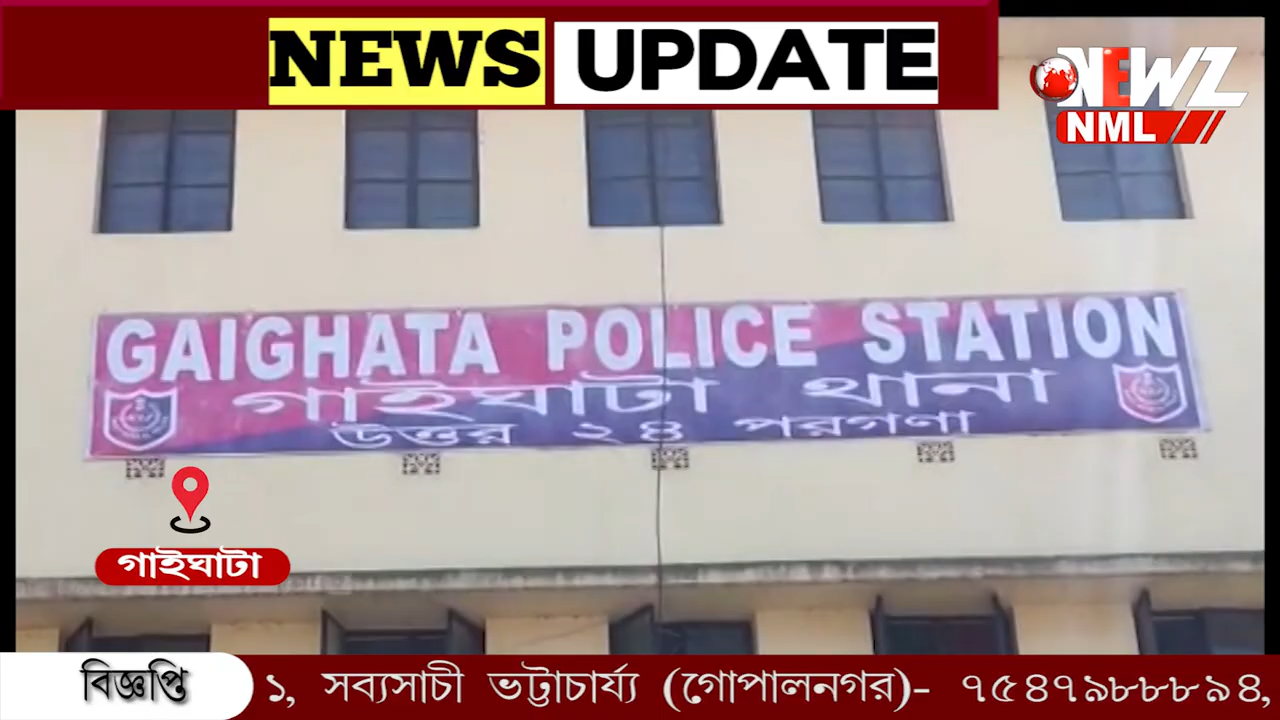 NEWS UPDATE
NEWZ
NML
GAIGHATA POLICE STATION
গাইঘাটা থানা
উত্তর ২৪ পরগণা
গাইঘাটা
বিজ্ঞপ্তি
১, সব্যসাচী ভট্টাচার্য্য (গোপালনগর)- ৭৫৪৭৯৮৮৮৯৪,